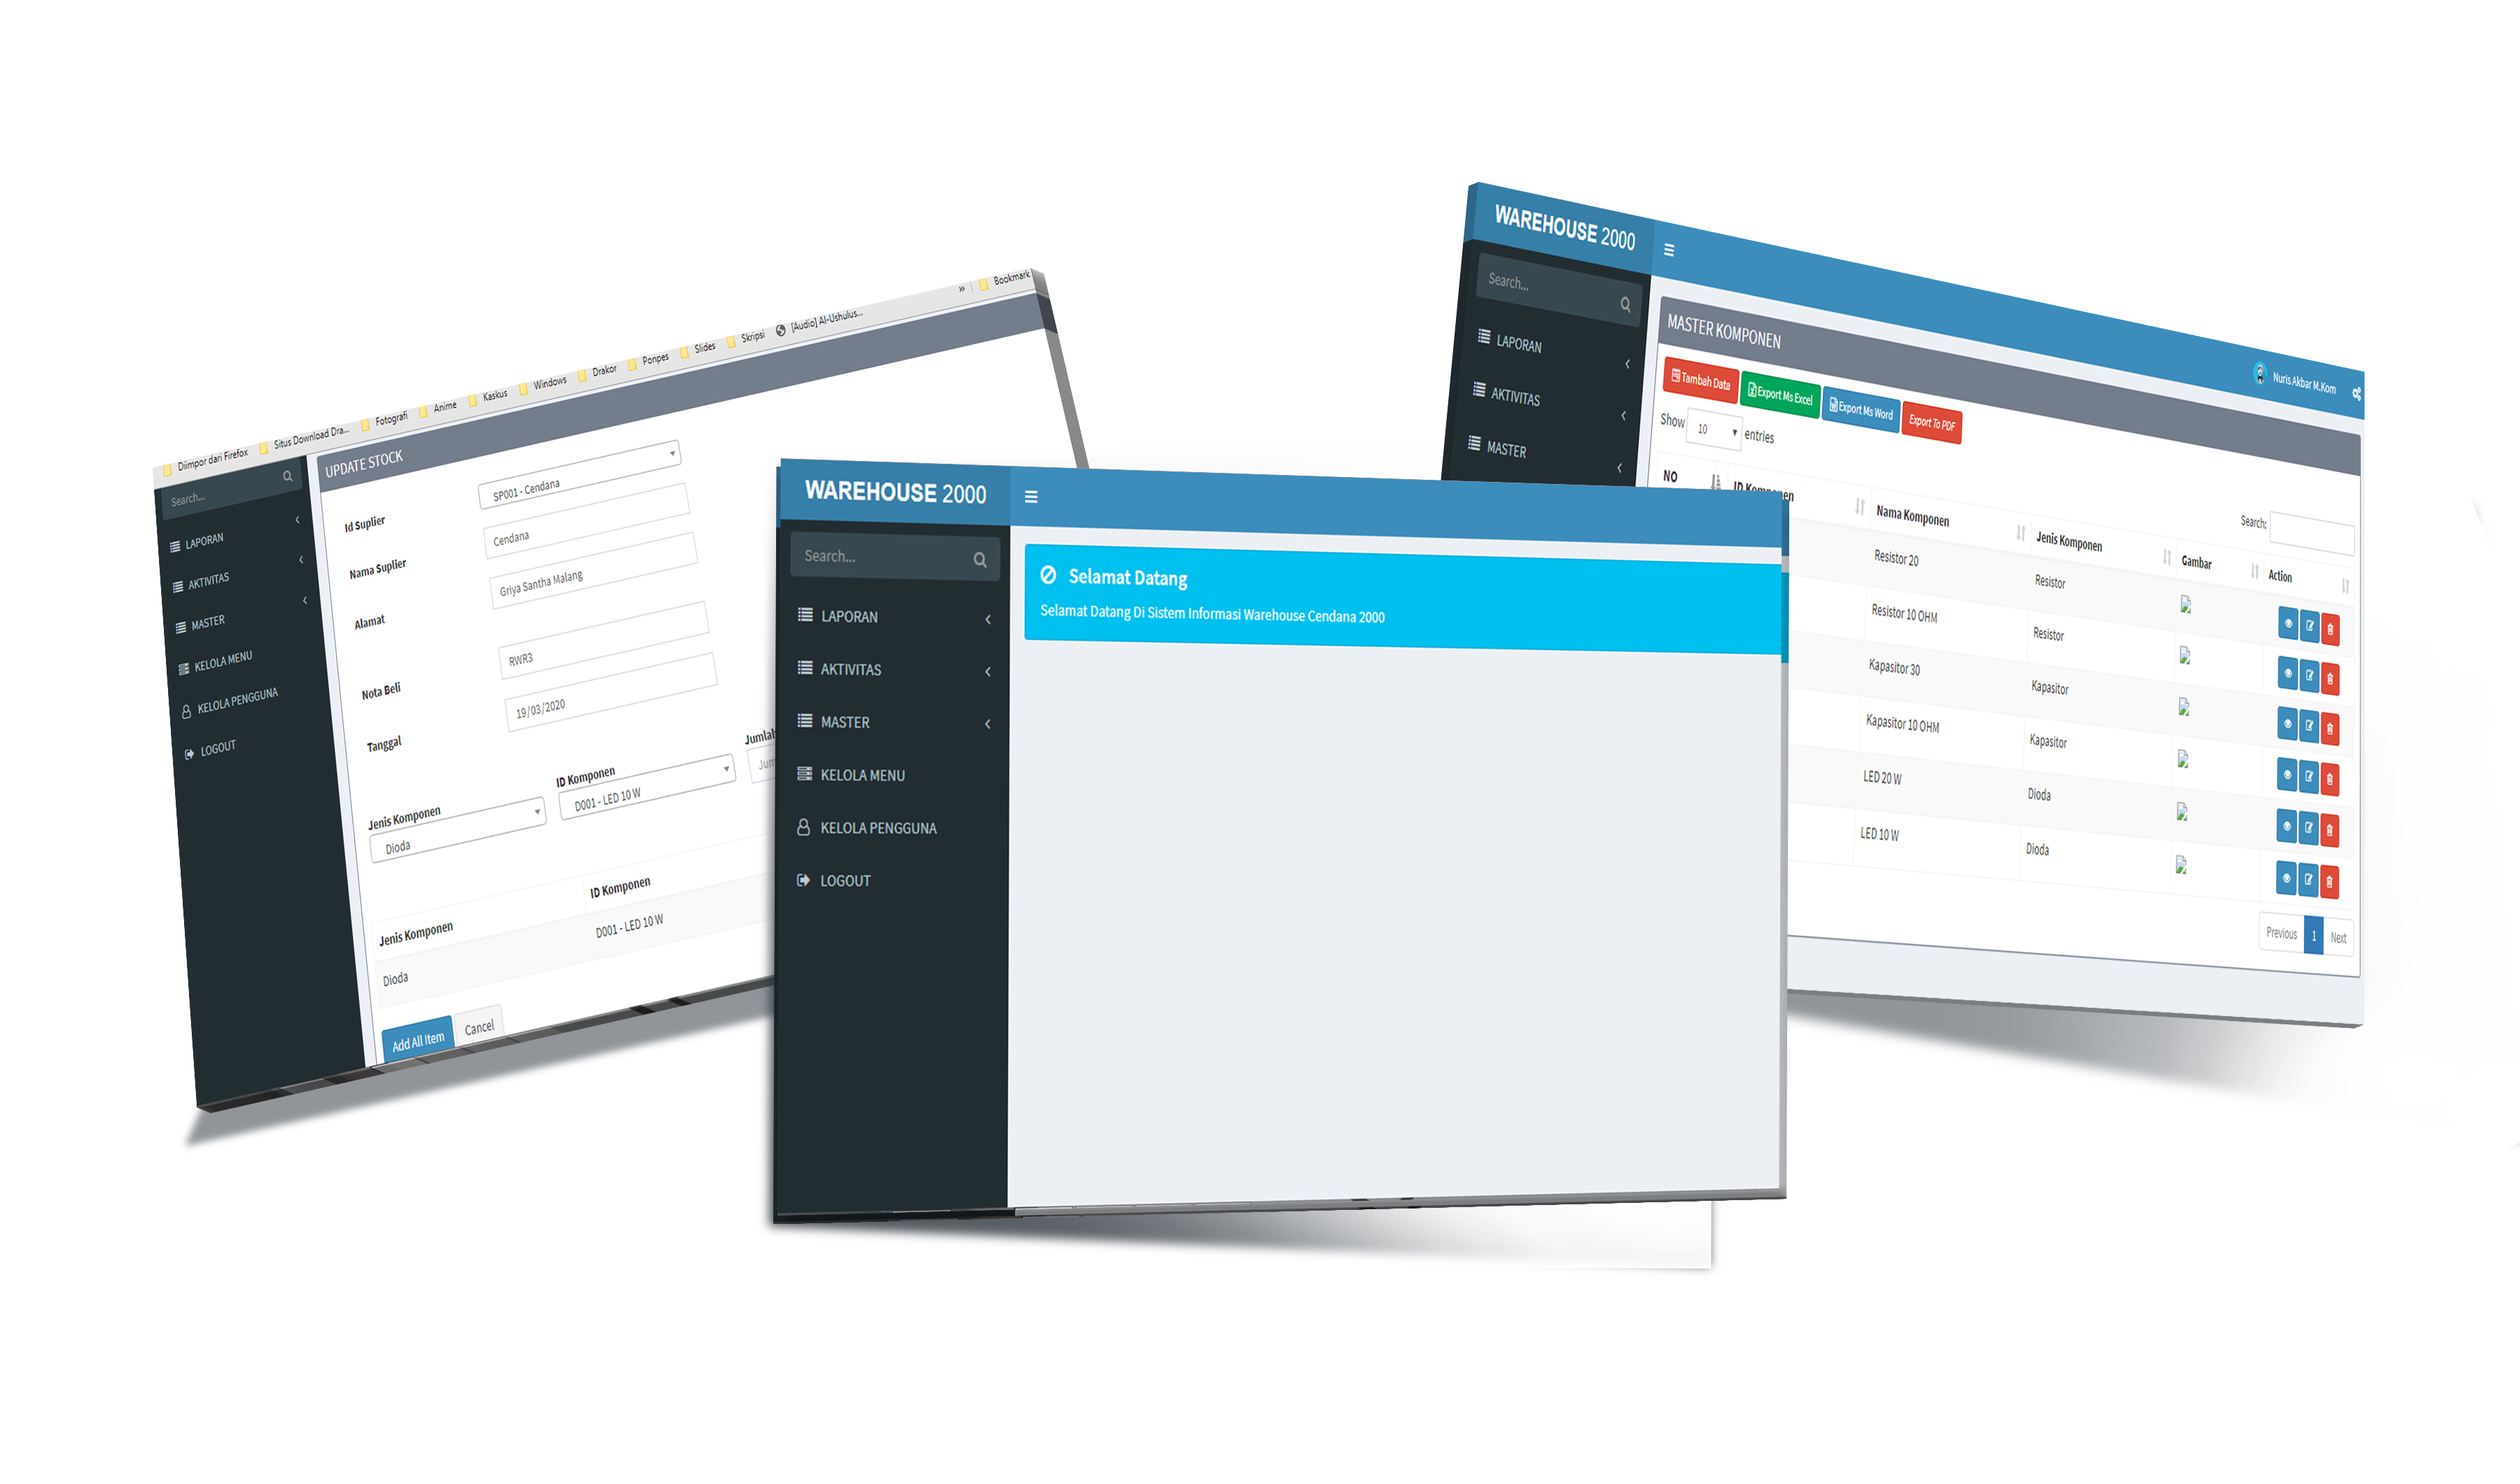 Diimpor dari Firefox
Situs Download Dra...
Fotografi
Anime
Kaskus
Windows
Drakor
Ponpes
Slides
Skripsi
[Audio] Al-Ushulus...
»
Bookmark
Search...
LAPORAN
AKTIVITAS
MASTER
KELOLA MENU
KELOLA PENGGUNA
LOGOUT
UPDATE STOCK
Id Suplier
SP001 - Cendana
Nama Suplier
Cendana
Alamat
Griya Santha Malang
Nota Beli
RWR3
Tanggal
19/03/2020
Jenis Komponen
ID Komponen
Jumlah
Dioda
D001 - LED 10 W
Jum
Jenis Komponen
ID Komponen
Dioda
D001 - LED 10 W
Add All Item
Cancel
WAREHOUSE 2000
Search...
LAPORAN
AKTIVITAS
MASTER
KELOLA MENU
KELOLA PENGGUNA
LOGOUT
Selamat Datang
Selamat Datang Di Sistem Informasi Warehouse Cendana 2000
WAREHOUSE 2000
Nuris Akbar M.Kom
Search...
LAPORAN
AKTIVITAS
MASTER
MASTER KOMPONEN
Tambah Data
Export Ms Excel
Export Ms Word
Export To PDF
Show 10 entries
Search:
NO
ID Komponen
Nama Komponen
Jenis Komponen
Gambar
Action
Resistor 20 Resistor
Resistor 10 OHM Resistor
Kapasitor 30 Kapasitor
Kapasitor 10 OHM Kapasitor
LED 20 W Dioda
LED 10 W Dioda
Previous 1 Next